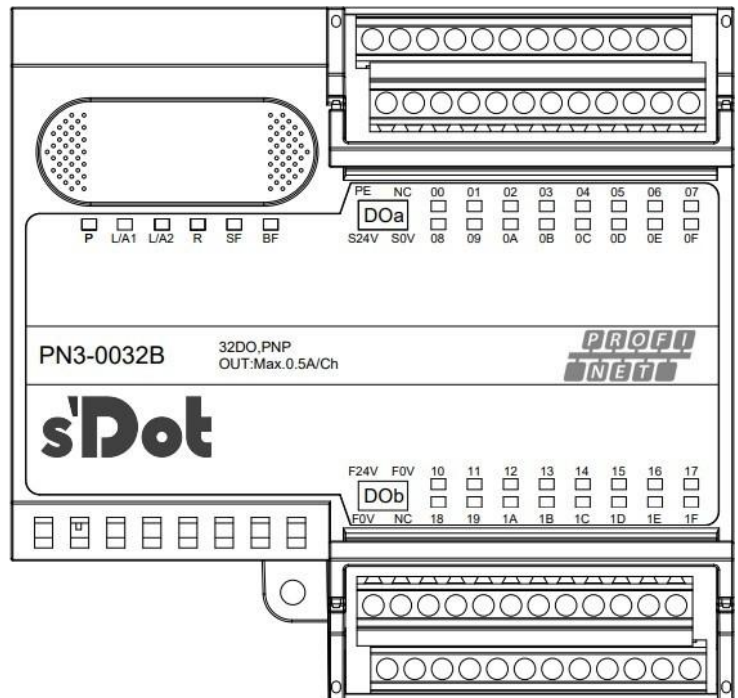 PE NC 00 01 02 03 04 05 06 07
DOa
S24V S0V 08 09 0A 0B 0C 0D 0E 0F
P L/A1 L/A2 R SF BF
PN3-0032B
32DO,PNP
OUT:Max.0.5A/Ch
PROFI
NET
s'Dot
F24V F0V 10 11 12 13 14 15 16 17
DOb
F0V NC 18 19 1A 1B 1C 1D 1E 1F